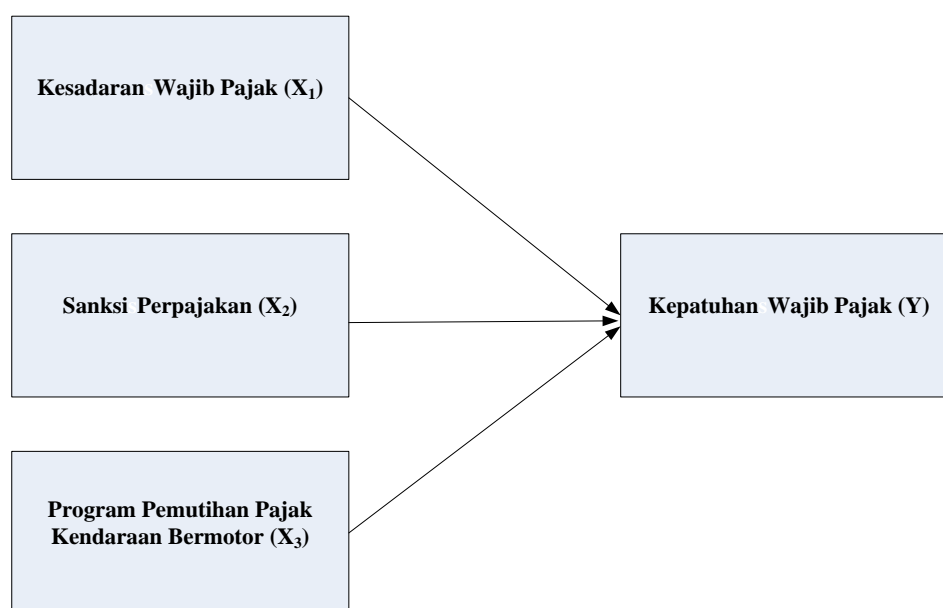 Kesadaran Wajib Pajak (X₁)
Sanksi Perpajakan (X₂)
Kepatuhan Wajib Pajak (Y)
Program Pemutihan Pajak
Kendaraan Bermotor (X₃)